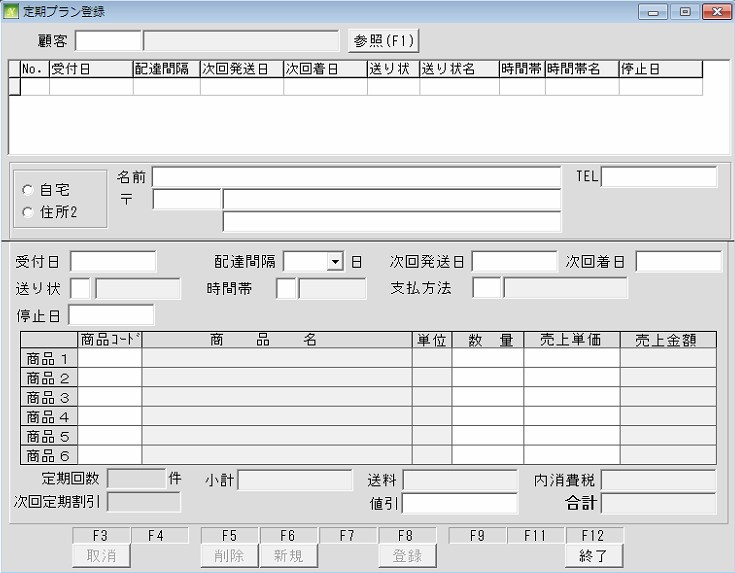 定期プラン登録
顧客 参照(F1)
No. 受付日 配達間隔 次回発送日 次回着日 送り状 送り状名 時間帯 時間帯名 停止日
自宅
住所2
名前 TEL
〒
受付日 配達間隔 日 次回発送日 次回着日
送り状 時間帯 支払方法
停止日
商品ｺｰﾄﾞ 商 品 名 単位 数 量 売上単価 売上金額
商品１
商品２
商品３
商品４
商品５
商品６
定期回数 件 小計 送料 内消費税
次回定期割引 値引 合計
F3 F4 F5 F6 F7 F8 F9 F11 F12
取消 削除 新規 登録 終了